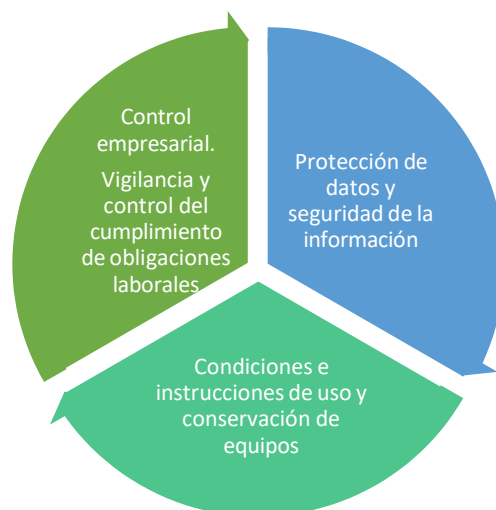 Control
empresarial.
Vigilancia y
control del
cumplimiento
de obligaciones
laborales
Protección de
datos y
seguridad de la
información
Condiciones e
instrucciones de uso y
conservación de
equipos